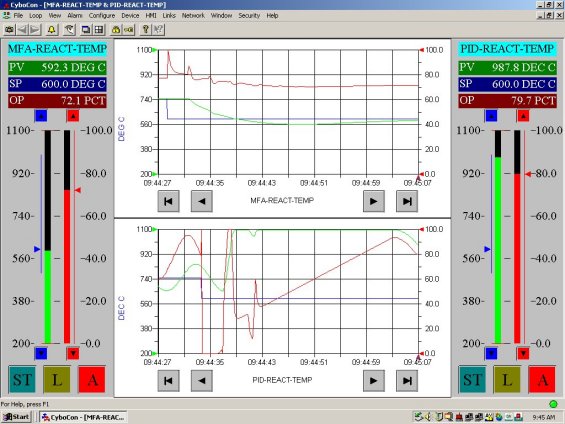 CyboCon - [MFA-REACT-TEMP & PID-REACT-TEMP]
File View Alarm Configure Device HMI Links Network Window Security Help
MFA-REACT-TEMP
PV 592.3 DEG C
SP 600.0 DEG C
OP 72.1 PCT
1100- -100.0
920- -80.0
740- -60.0
560- -40.0
380- -20.0
200- -0.0
ST L A
1100 100.0
920 80.0
740 60.0
560 40.0
380 20.0
200 0.0
DEG C
09:44:27 09:44:35 09:44:43 09:44:51 09:44:59 09:45:07
MFA-REACT-TEMP
1100 100.0
920 80.0
740 60.0
560 40.0
380 20.0
200 0.0
DEC C
09:44:27 09:44:35 09:44:43 09:44:51 09:44:59
PID-REACT-TEMP
PID-REACT-TEMP
PV 987.8 DEC C
SP 600.0 DEC C
OP 79.7 PCT
1100- -100.0
920- -80.0
740- -60.0
560- -40.0
380- -20.0
200- -0.0
ST L A
For Help, press F1
Start CyboCon - [MFA-REAC... 9:45 AM